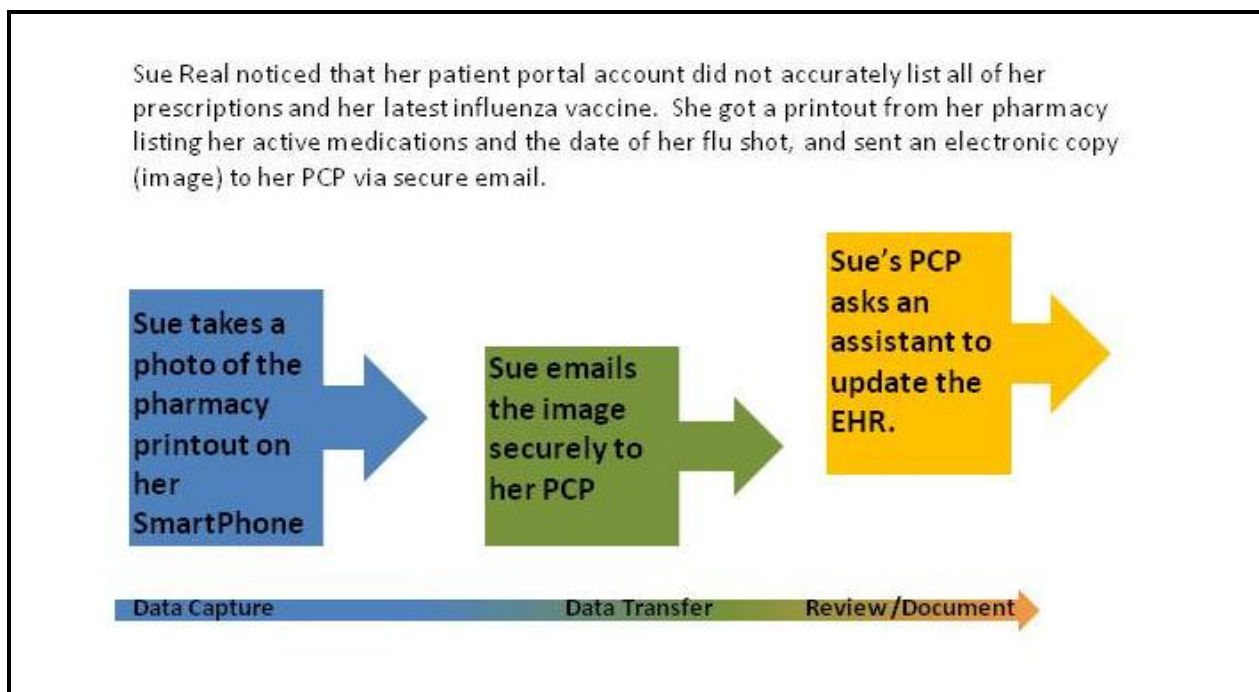 Sue Real noticed that her patient portal account did not accurately list all of her
prescriptions and her latest influenza vaccine.  She got a printout from her pharmacy
listing her active medications and the date of her flu shot, and sent an electronic copy
(image) to her PCP via secure email.
Sue takes a
photo of the
pharmacy
printout on
her
SmartPhone
Sue emails
the image
securely to
her PCP
Sue’s PCP
asks an
assistant to
update the
EHR.
Data Capture
Data Transfer
Review/Document